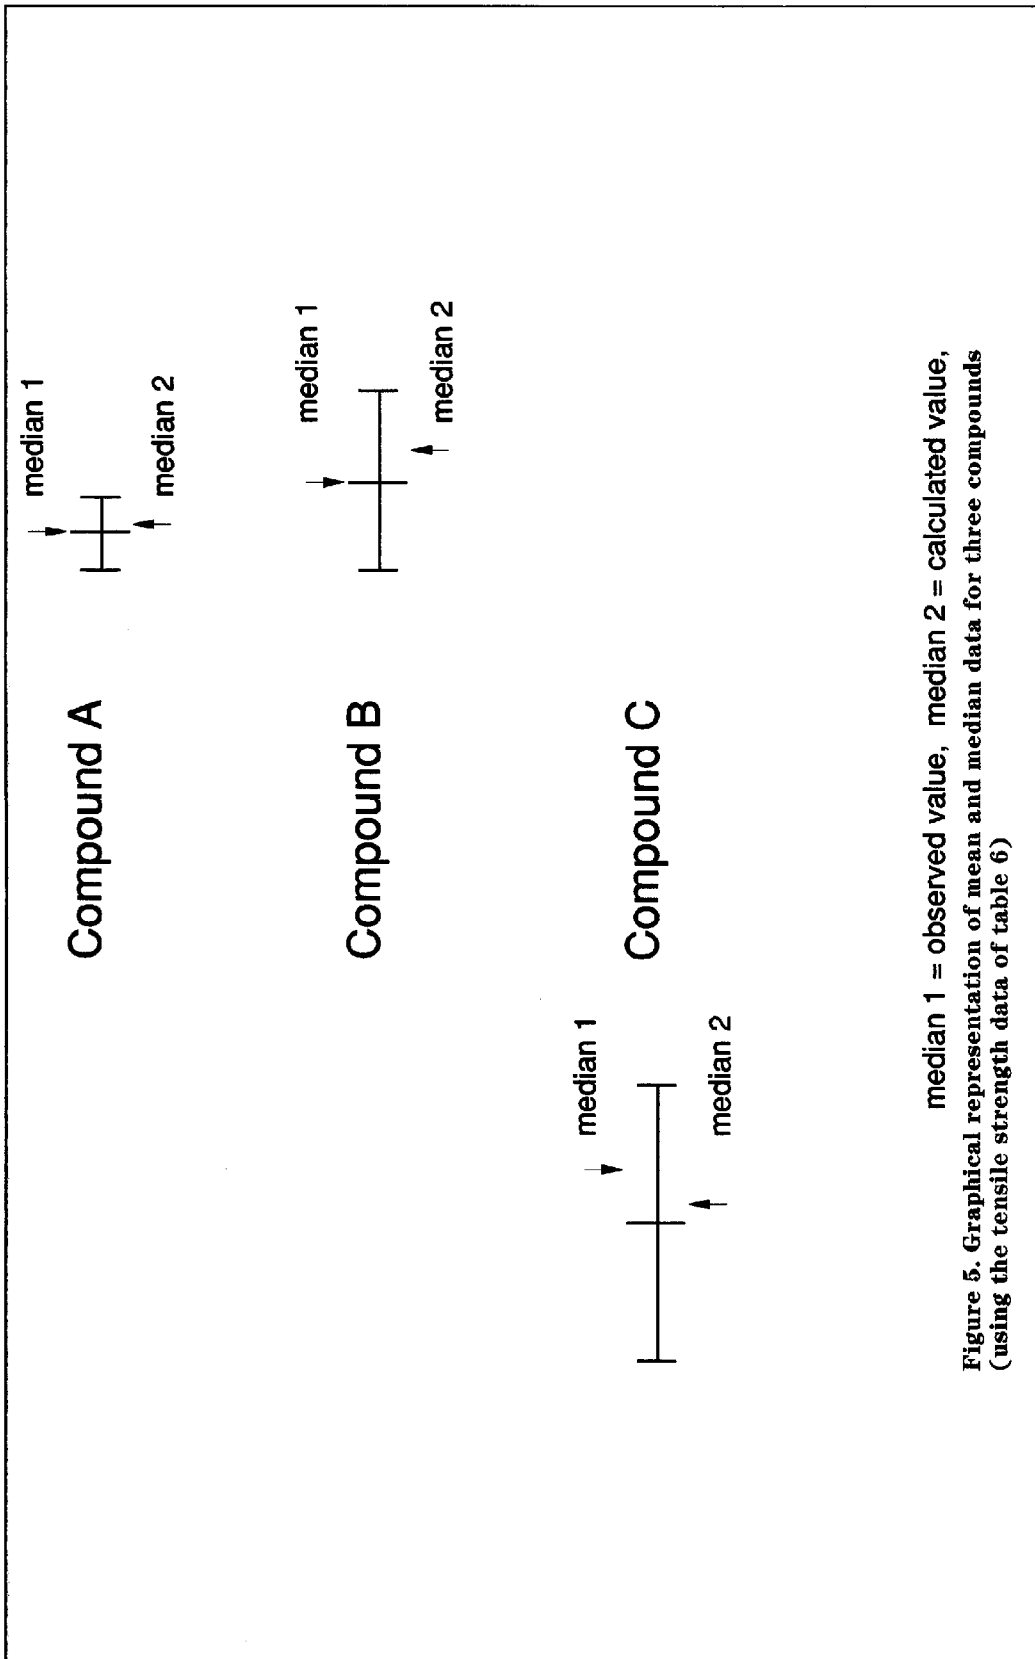 median 1
Compound A
median 2
median 1
Compound B
median 2
median 1
Compound C
median 2
median 1 = observed value, median 2 = calculated value,
Figure 5. Graphical representation of mean and median data for three compounds
(using the tensile strength data of table 6)